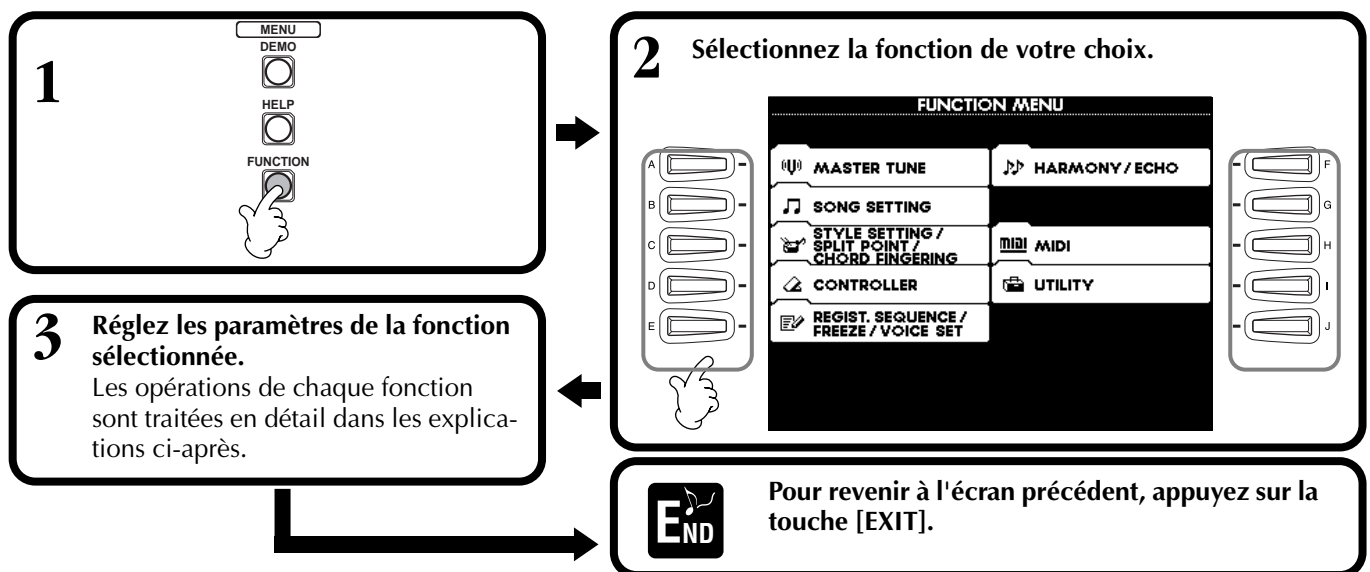 1
MENU
DEMO
HELP
FUNCTION
2 Sélectionnez la fonction de votre choix.
FUNCTION MENU
A
B
C
D
E
MASTER TUNE
SONG SETTING
STYLE SETTING /
SPLIT POINT /
CHORD FINGERING
CONTROLLER
REGIST. SEQUENCE /
FREEZE / VOICE SET
HARMONY / ECHO
MIDI MIDI
UTILITY
F
G
H
I
J
3 Réglez les paramètres de la fonction
sélectionnée.
Les opérations de chaque fonction
sont traitées en détail dans les explica-
tions ci-après.
END
Pour revenir à l'écran précédent, appuyez sur la
touche [EXIT].